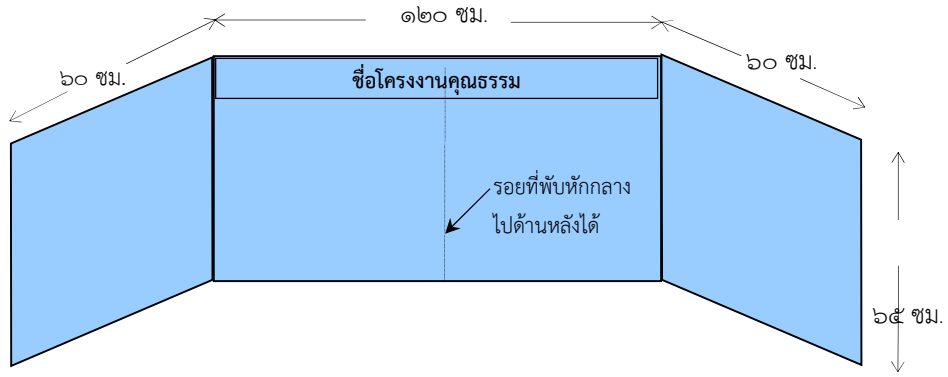 ๑๒๐ ซม.
๖๐ ซม.
๖๐ ซม.
ชื่อโครงงานคุณธรรม
รอยที่พับหักกลาง
ไปด้านหลังได้
๖๕ ซม.